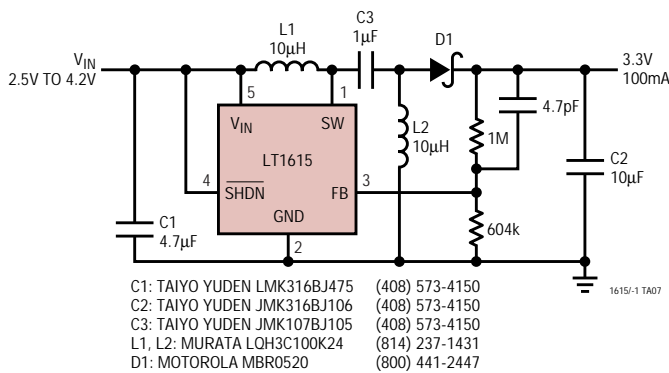 L1
10µH
C3
1µF
D1
VIN
2.5V TO 4.2V
3.3V
100mA
5
1
4.7pF
VIN
SW
L2
10µH
1M
LT1615
C2
10µF
4
SHDN
FB
3
GND
604k
C1
4.7µF
2
C1: TAIYO YUDEN LMK316BJ475 (408) 573-4150
C2: TAIYO YUDEN JMK316BJ106 (408) 573-4150
C3: TAIYO YUDEN JMK107BJ105 (408) 573-4150
L1, L2: MURATA LQH3C100K24 (814) 237-1431
D1: MOTOROLA MBR0520 (800) 441-2447
1615/-1 TA07